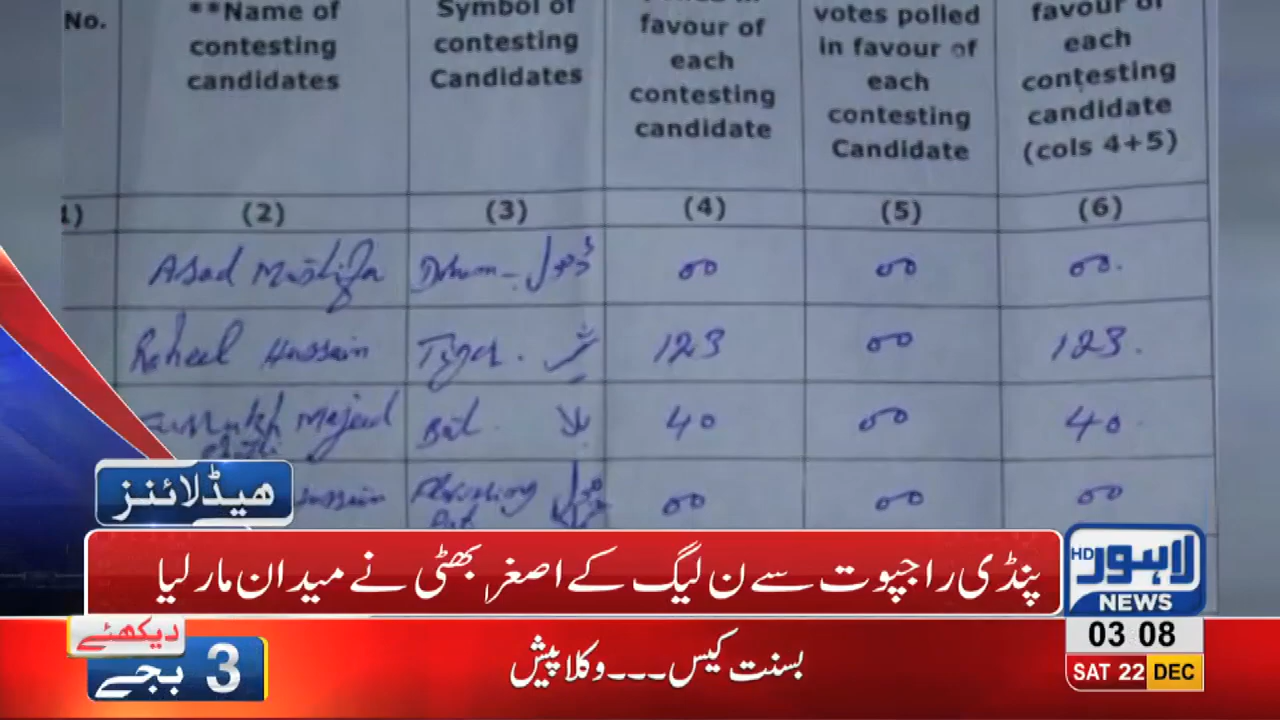 No.
**Name of
contesting
candidates
Symbol of
contesting
Candidates
favour of
each
contesting
candidate
votes polled
in favour of
each
contesting
Candidate
favour of
each
contesting
candidate
(cols 4+5)
(2) (3) (4) (5) (6)
Asad Mustifa 00 00 00.
Raheel Hussain Tiger. شیر 123 00 123.
Majeed Bat. بلا 40 00 40.
00 00 00
ھیڈلائنز
پنڈی راجپوت سے ن لیگ کے اصغر بھٹی نے میدان مار لیا
HD لاہور
NEWS
دیکھئے
3 بجے
بسنت کیس۔۔۔وکلا پیش
03 08
SAT 22 DEC